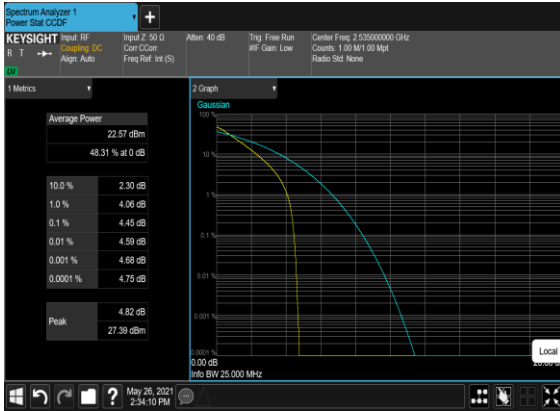 Spectrum Analyzer 1
Power Stat CCDF
+
KEYSIGHT
R T
LXI
Input: RF
Coupling: DC
Align: Auto
Input Z: 50 Ω
Corr CCorr
Freq Ref: Int (S)
Atten: 40 dB
Trig: Free Run
#IF Gain: Low
Center Freq: 2.535000000 GHz
Counts: 1.00 M/1.00 Mpt
Radio Std: None
1 Metrics
Average Power
22.57 dBm
48.31 % at 0 dB
10.0 % 2.30 dB
1.0 % 4.06 dB
0.1 % 4.45 dB
0.01 % 4.59 dB
0.001 % 4.68 dB
0.0001 % 4.75 dB
Peak
4.82 dB
27.39 dBm
2 Graph
Gaussian
100 %
10 %
1 %
0.1 %
0.01 %
0.001 %
0.0001 %
0.00 dB
Info BW 25.000 MHz
Local
?
May 26, 2021
2:34:10 PM